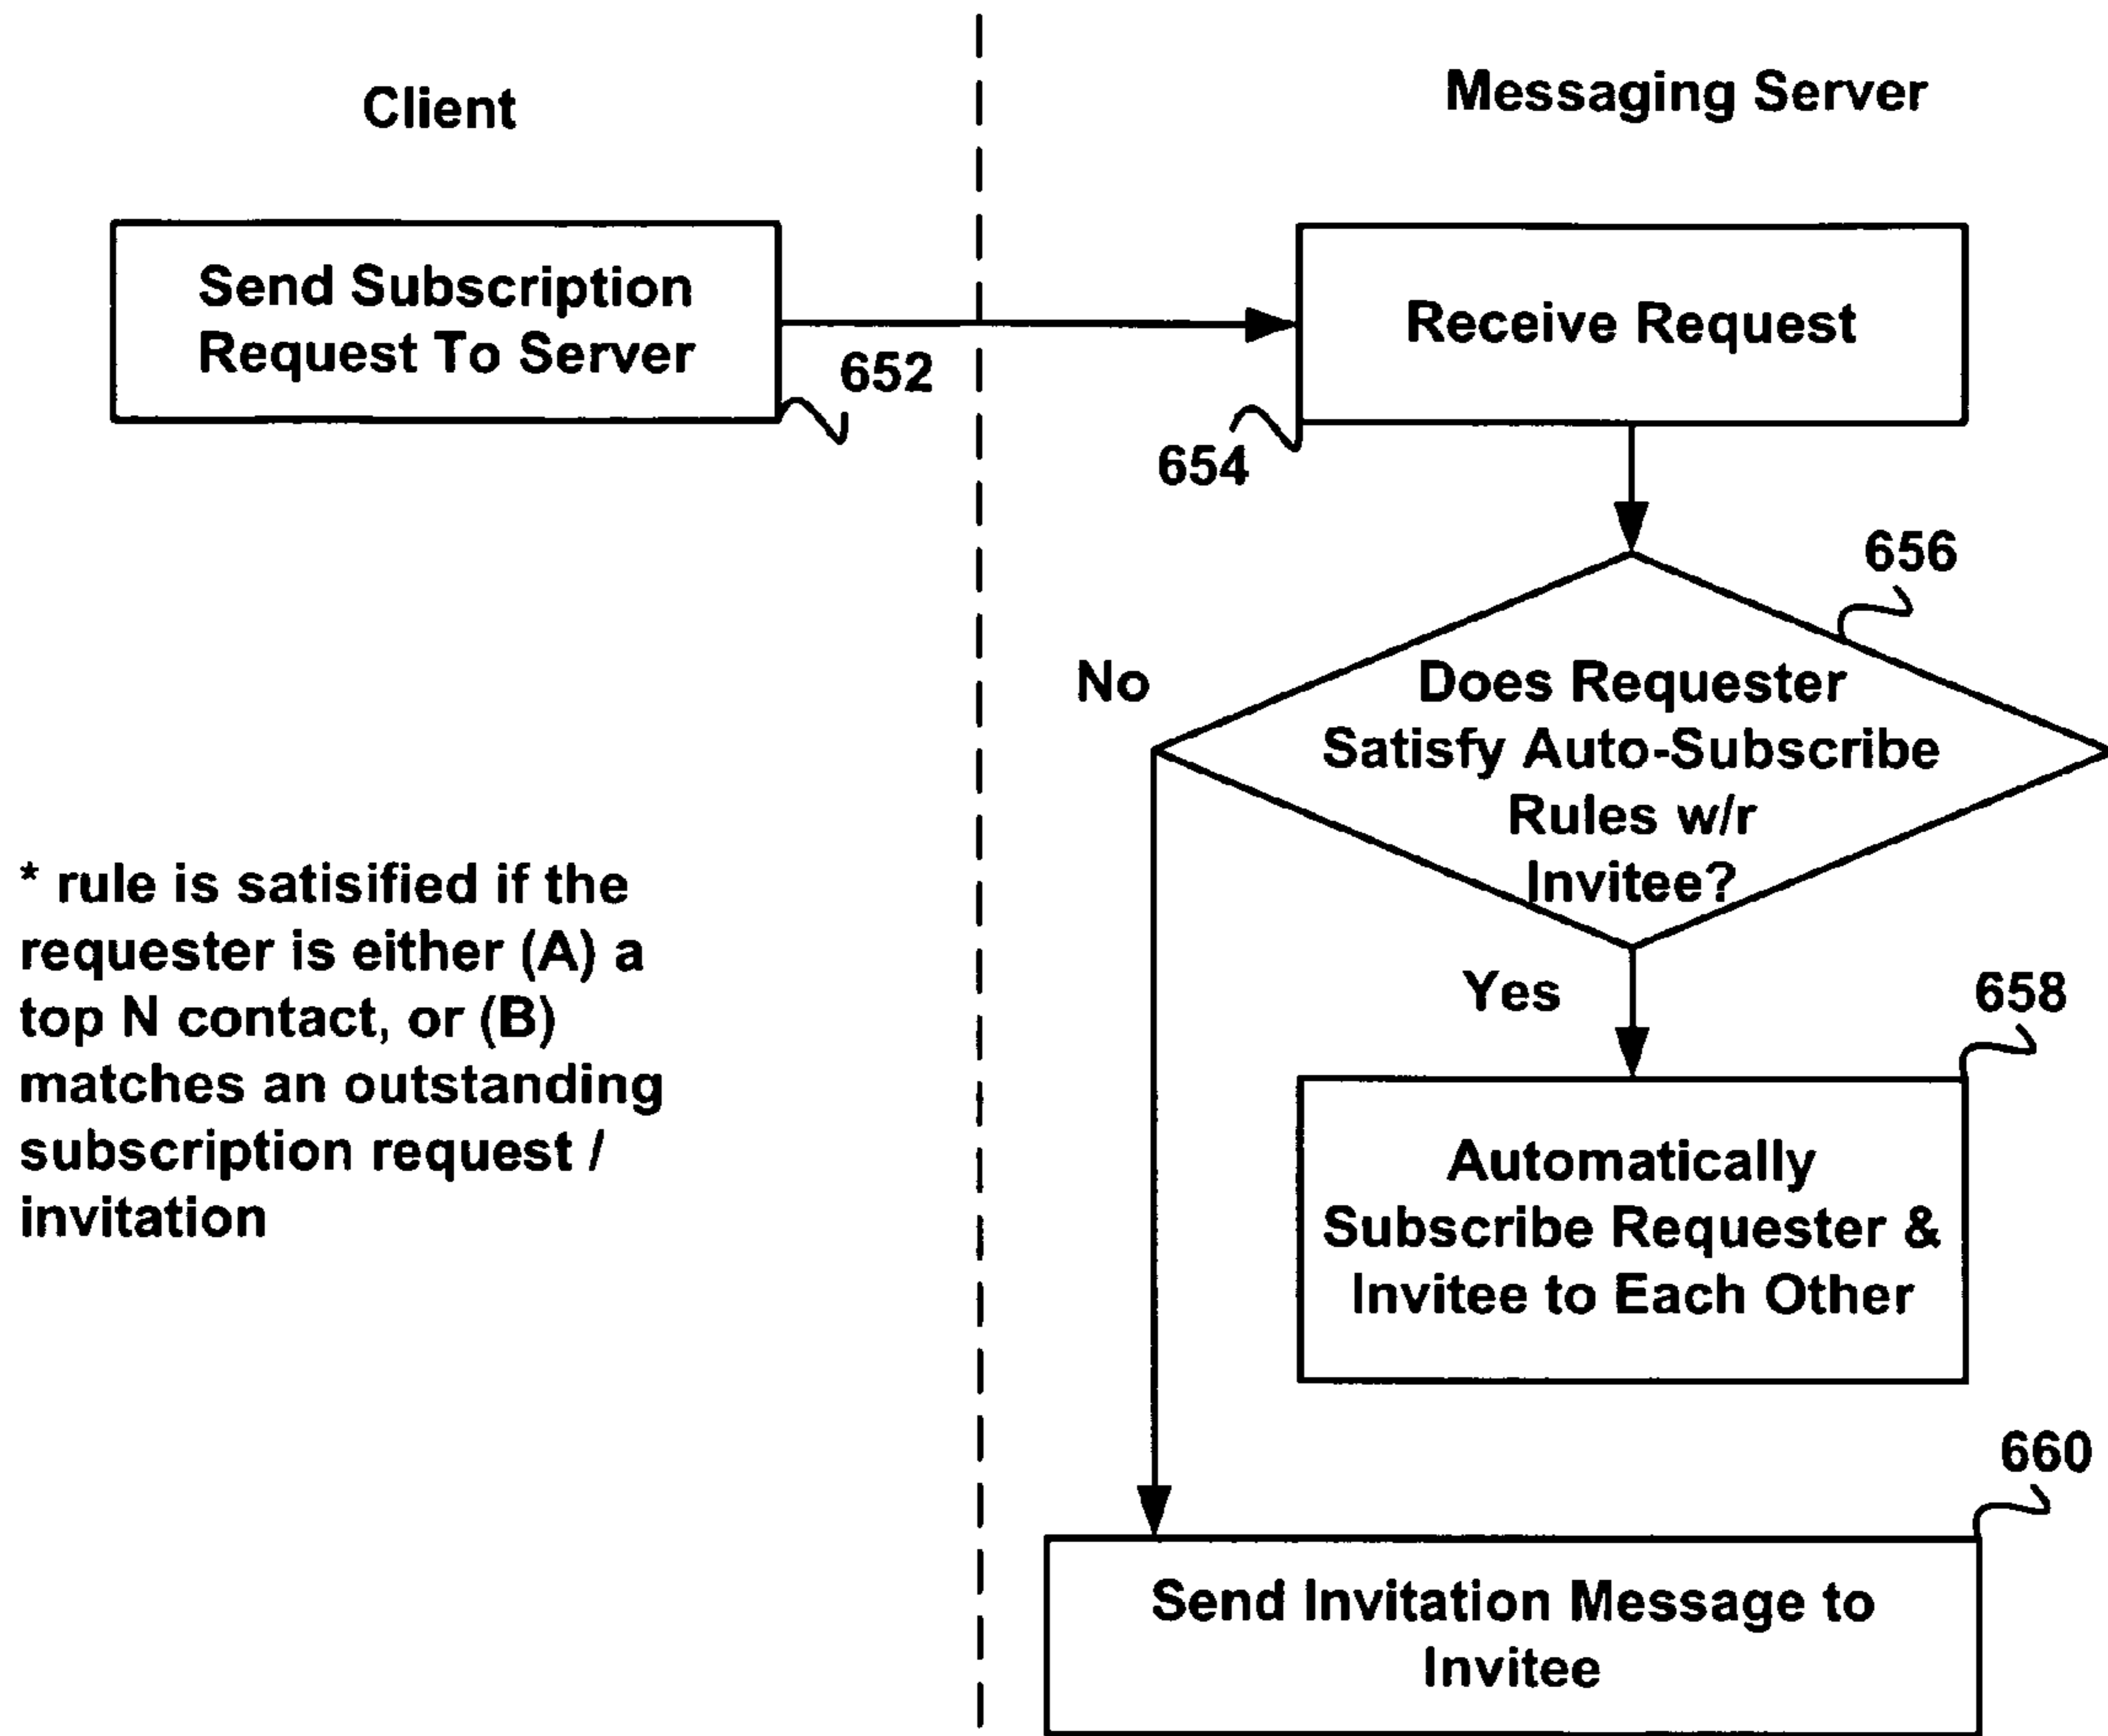 Client
Messaging Server
Send Subscription
Request To Server
652
Receive Request
654
656
No
Does Requester
Satisfy Auto-Subscribe
Rules w/r
Invitee?
* rule is satisified if the
requester is either (A) a
top N contact, or (B)
matches an outstanding
subscription request /
invitation
Yes
658
Automatically
Subscribe Requester &
Invitee to Each Other
660
Send Invitation Message to
Invitee